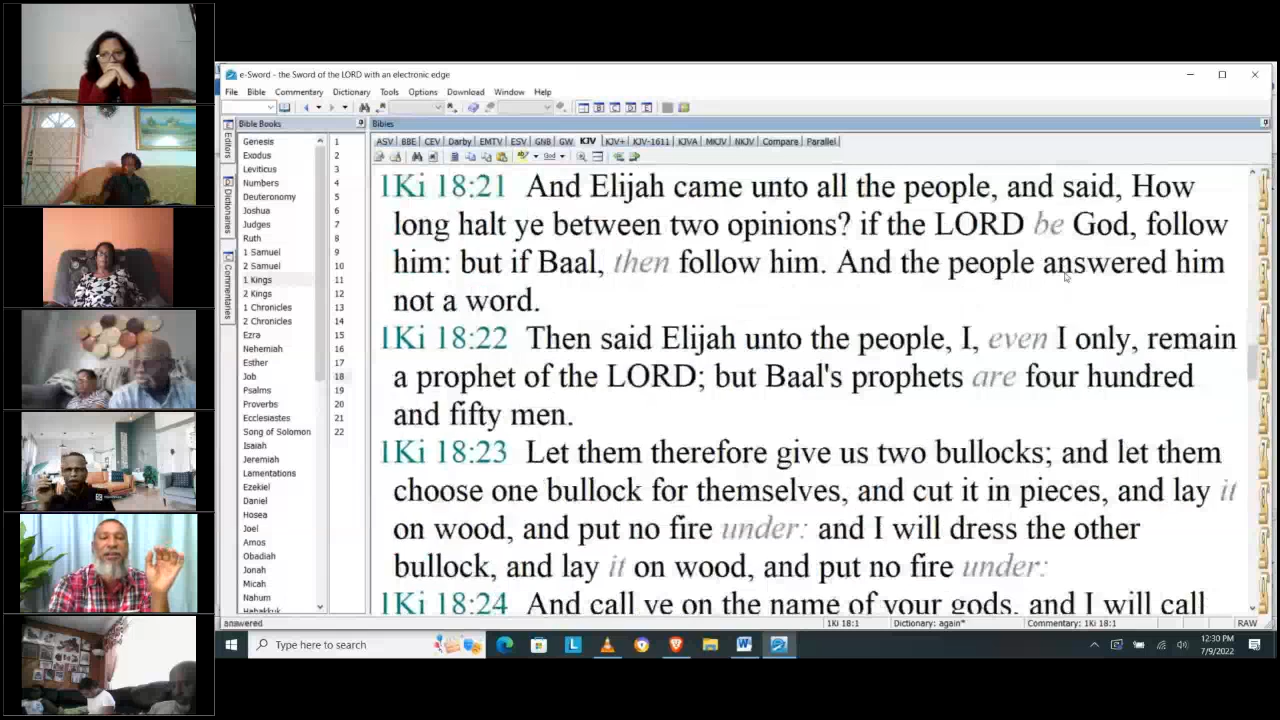 e-Sword - the Sword of the LORD with an electronic edge
File Bible Commentary Dictionary Tools Options Download Window Help
Bible Books
Bibles
ASV BBE CEV Darby EMTV ESV GNB GW KJV KJV+ KJV-1611 KJVA MKJV NKJV Compare Parallel
Editors
Dictionaries
Commentaries
Genesis
Exodus
Leviticus
Numbers
Deuteronomy
Joshua
Judges
Ruth
1 Samuel
2 Samuel
1 Kings
2 Kings
1 Chronicles
2 Chronicles
Ezra
Nehemiah
Esther
Job
Psalms
Proverbs
Ecclesiastes
Song of Solomon
Isaiah
Jeremiah
Lamentations
Ezekiel
Daniel
Hosea
Joel
Amos
Obadiah
Jonah
Micah
Nahum
Habakkuk
1
2
3
4
5
6
7
8
9
10
11
12
13
14
15
16
17
18
19
20
21
22
1Ki 18:21 And Elijah came unto all the people, and said, How
long halt ye between two opinions? if the LORD be God, follow
him: but if Baal, then follow him. And the people answered him
not a word.
1Ki 18:22 Then said Elijah unto the people, I, even I only, remain
a prophet of the LORD; but Baal's prophets are four hundred
and fifty men.
1Ki 18:23 Let them therefore give us two bullocks; and let them
choose one bullock for themselves, and cut it in pieces, and lay it
on wood, and put no fire under: and I will dress the other
bullock, and lay it on wood, and put no fire under:
1Ki 18:24 And call ye on the name of your gods, and I will call
answered
1Ki 18:1
Dictionary: again*
Commentary: 1Ki 18:1
RAW
Type here to search
12:30 PM
7/9/2022